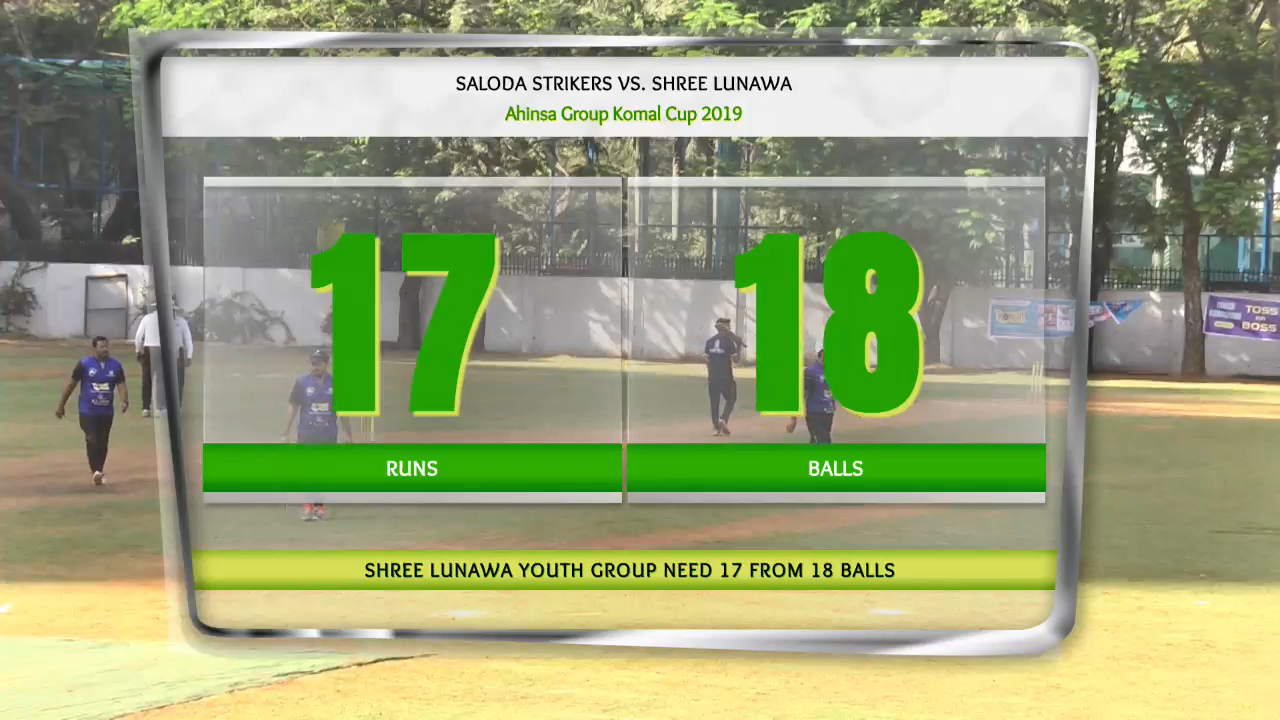 SALODA STRIKERS VS. SHREE LUNAWA
Ahinsa Group Komal Cup 2019
17
18
RUNS
BALLS
SHREE LUNAWA YOUTH GROUP NEED 17 FROM 18 BALLS
TOSS
BOSS